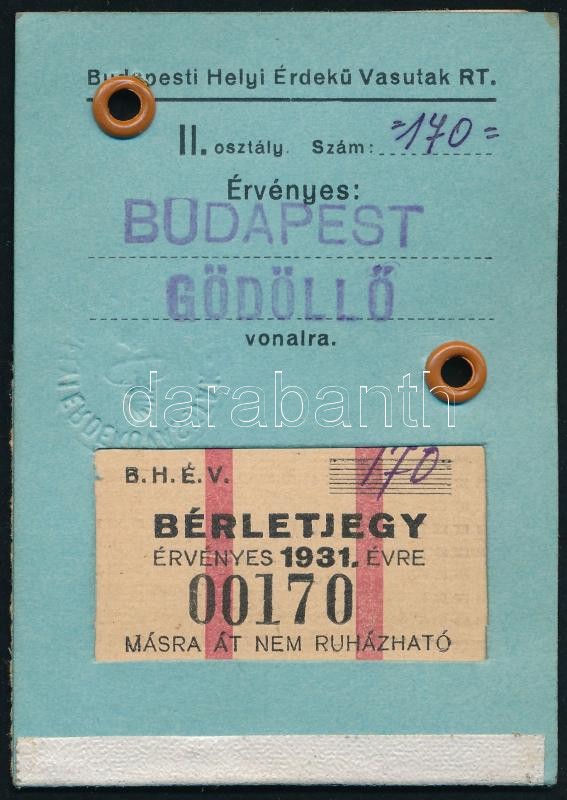 Budapesti Helyi Érdekü Vasutak RT.
II. osztály. Szám: =170=
Érvényes:
BUDAPEST
GÖDÖLLŐ
vonalra.
darabanth
B.H.É.V. 170
BÉRLETJEGY
ÉRVÉNYES 1931. ÉVRE
00170
MÁSRA ÁT NEM RUHÁZHATÓ